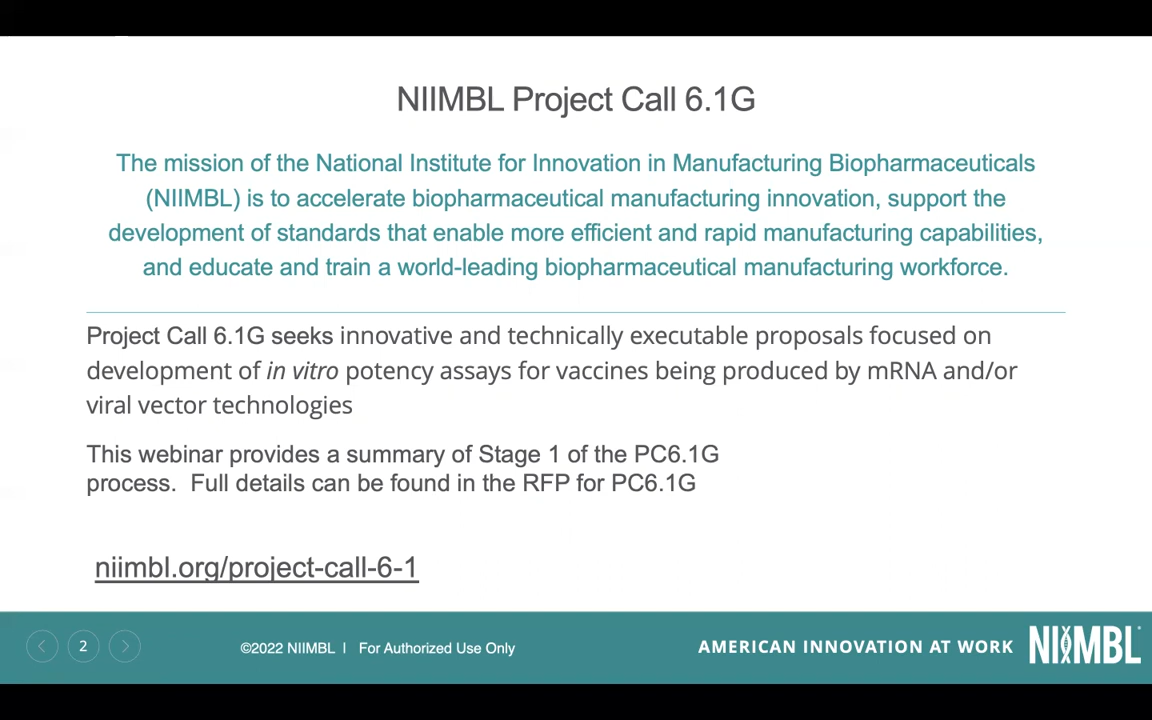 NIIMBL Project Call 6.1G
The mission of the National Institute for Innovation in Manufacturing Biopharmaceuticals
(NIIMBL) is to accelerate biopharmaceutical manufacturing innovation, support the
development of standards that enable more efficient and rapid manufacturing capabilities,
and educate and train a world-leading biopharmaceutical manufacturing workforce.
Project Call 6.1G seeks innovative and technically executable proposals focused on
development of in vitro potency assays for vaccines being produced by mRNA and/or
viral vector technologies
This webinar provides a summary of Stage 1 of the PC6.1G
process.  Full details can be found in the RFP for PC6.1G
niimbl.org/project-call-6-1
2
©2022 NIIMBL | For Authorized Use Only
AMERICAN INNOVATION AT WORK
NIIMBL